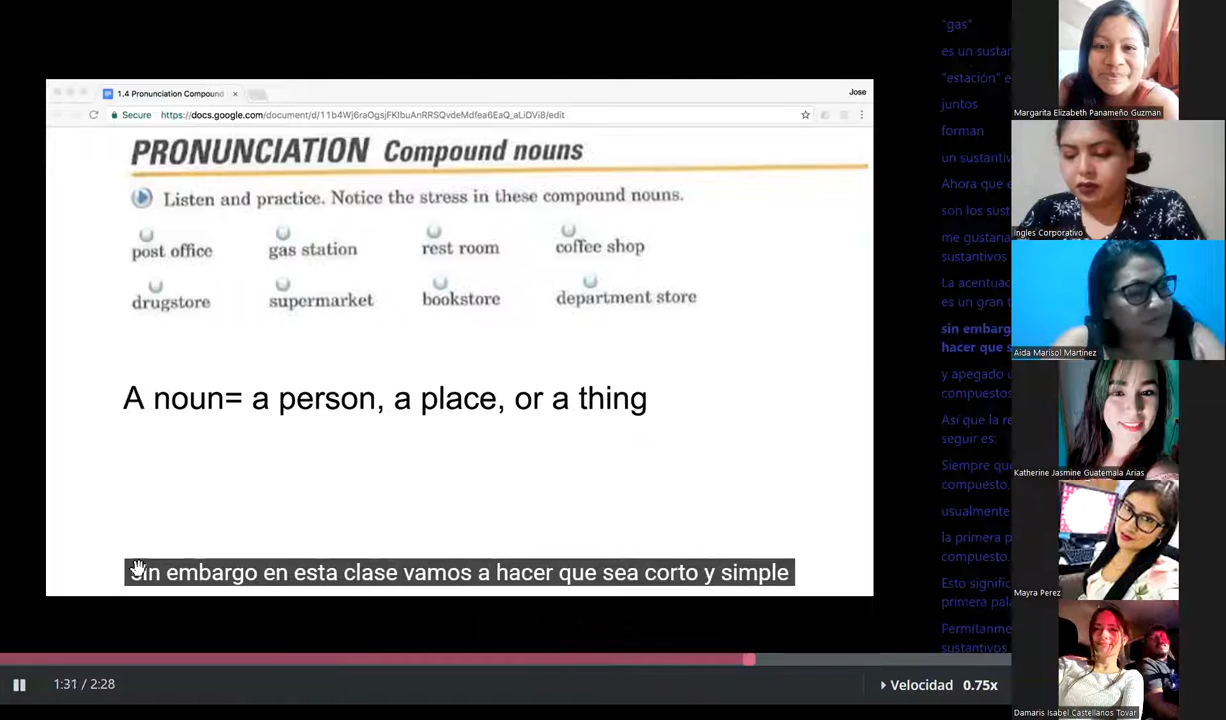 1.4 Pronunciation Compound
Jose
Secure https://docs.google.com/document/d/11b4Wj6raOgsjFKlbuAnRRSQvdeMdfea6EaQ_aLiDVi8/edit
PRONUNCIATION Compound nouns
Listen and practice. Notice the stress in these compound nouns.
post office gas station rest room coffee shop
drugstore supermarket bookstore department store
A noun= a person, a place, or a thing
sin embargo en esta clase vamos a hacer que sea corto y simple
1:31 / 2:28
Velocidad 0.75x
"gas"
es un sustan
"estación" e
juntos
forman
un sustantiv
Ahora que e
son los sust
me gustaría
sustantivos
La acentuac
es un gran t
sin embarg
hacer que s
y apegado
compuestos
Así que la re
seguir es:
Siempre que
compuesto,
usualmente
la primera p
compuesto.
Esto signific
primera pala
Permítanme
sustantivos
Margarita Elizabeth Panameño Guzman
Ingles Corporativo
Aida Marisol Martinez
Katherine Jasmine Guatemala Arias
Mayra Perez
Damaris Isabel Castellanos Tovar